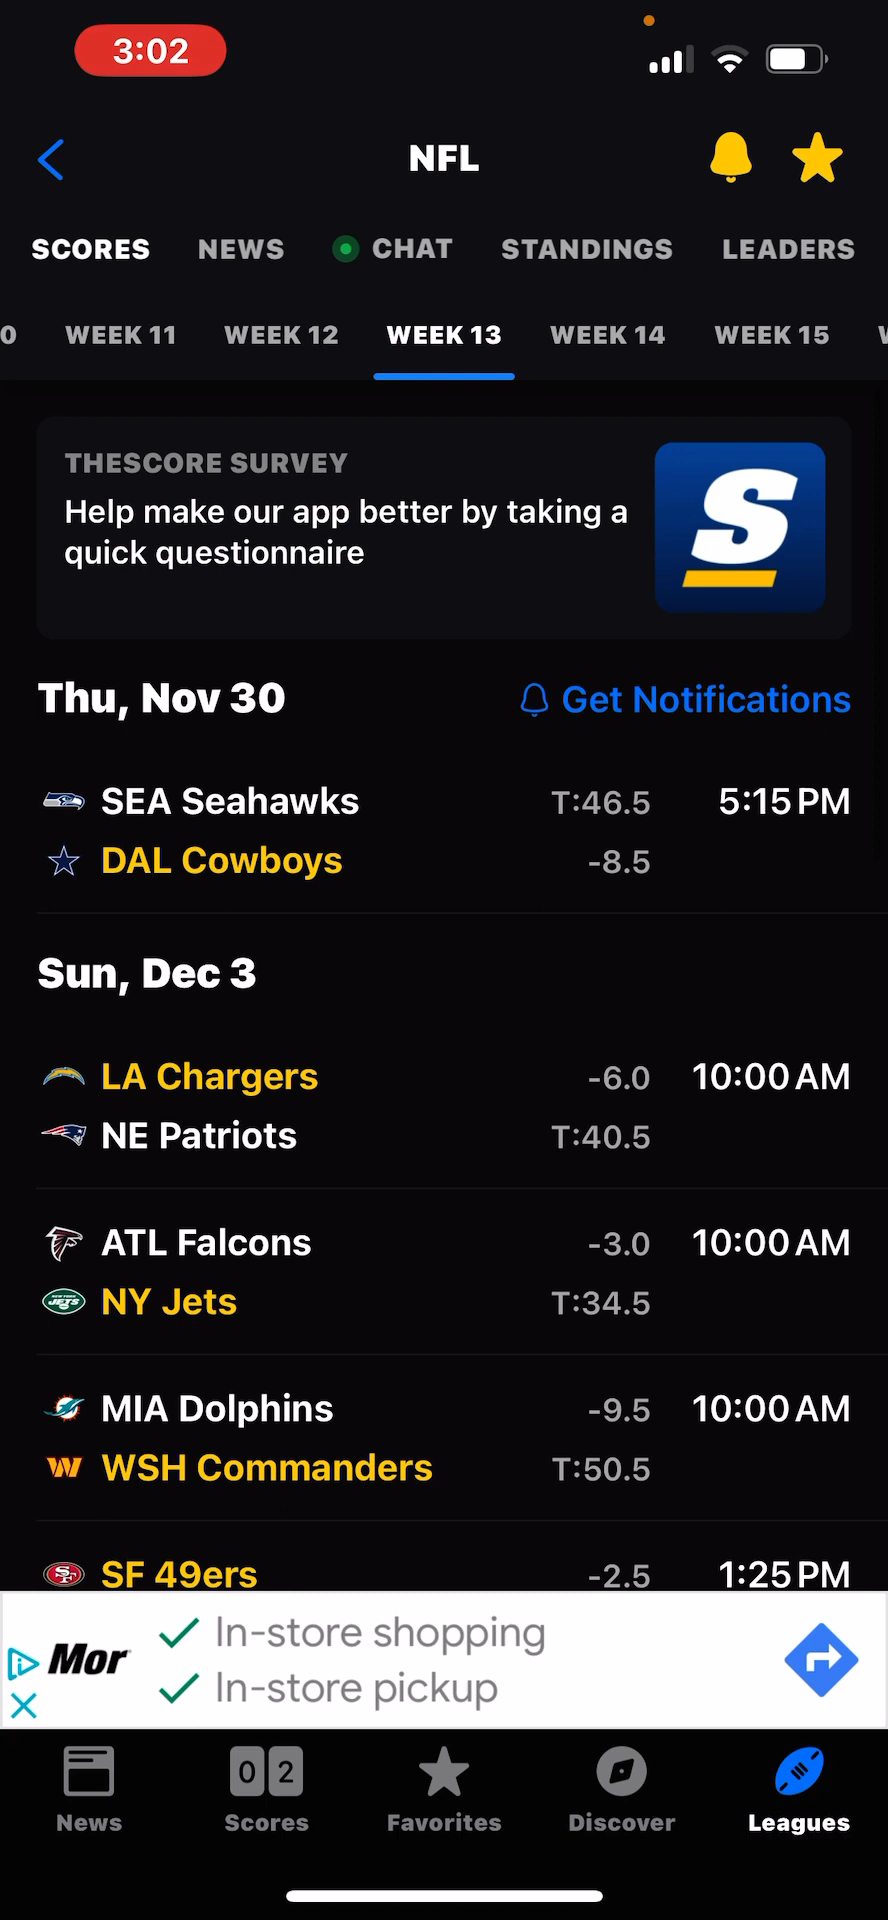 3:02
NFL
SCORES NEWS CHAT STANDINGS LEADERS
0 WEEK 11 WEEK 12 WEEK 13 WEEK 14 WEEK 15
THESCORE SURVEY
Help make our app better by taking a
quick questionnaire
S
Thu, Nov 30 Get Notifications
SEA Seahawks T:46.5 5:15 PM
DAL Cowboys -8.5
Sun, Dec 3
LA Chargers -6.0 10:00 AM
NE Patriots T:40.5
ATL Falcons -3.0 10:00 AM
NY Jets T:34.5
MIA Dolphins -9.5 10:00 AM
WSH Commanders T:50.5
SF 49ers -2.5 1:25 PM
Mor
In-store shopping
In-store pickup
0 2
News Scores Favorites Discover Leagues